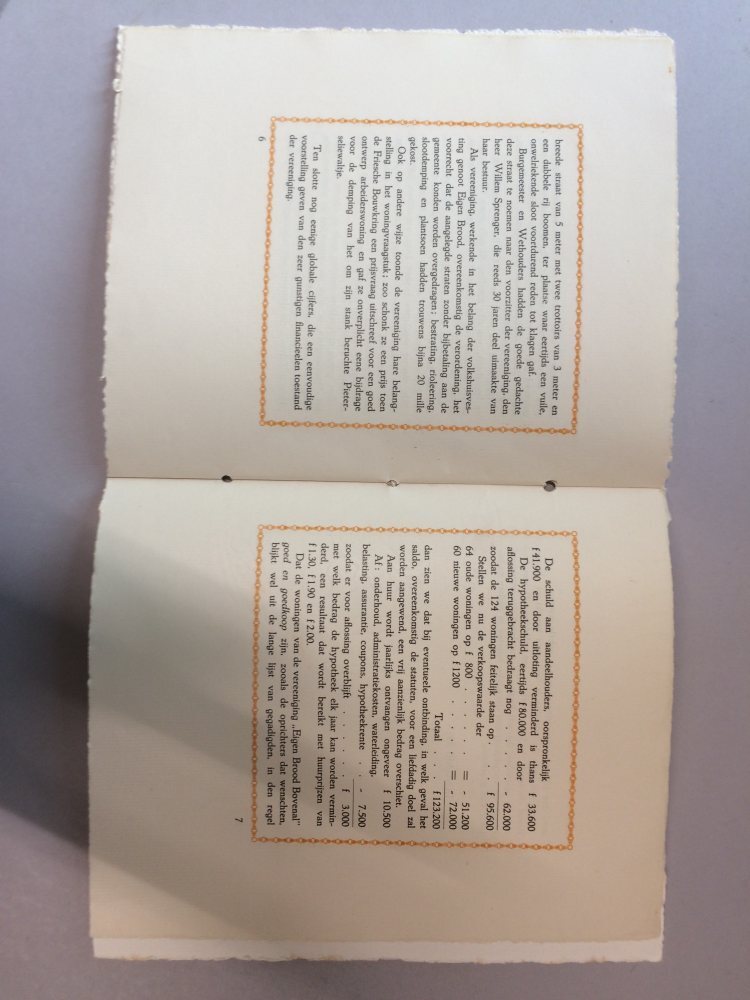 breede straat van 5 meter met twee trottoirs van 3 meter en
een dubbele rij boomen, ter plaatse waar eertijds een vuile,
onwelriekende sloot voortdurend reden tot klagen gaf.
Burgemeester en Wethouders hadden de goede gedachte
deze straat te noemen naar den voorzitter der vereeniging, den
heer Willem Sprenger, die reeds 30 jaren deel uimaakte van
haar bestuur.
Als vereeniging, werkende in het belang der volkshuisves-
ting genoot Eigen Brood, overeenkomstig de verordening, het
voorrecht dat de aangelegde straten zonder bijbetaling aan de
gemeente konden worden overgedragen; bestrating, rioleering,
slootdemping en plantsoen hadden trouwens bijna 20 mille
gekost.
Ook op andere wijze toonde de vereeniging hare belang-
stelling in het woningvraagstuk; zoo schonk ze een prijs toen
de Friesche Bouwkring een prijsvraag uitschreef voor een goed
ontwerp arbeiderswoning en gaf ze onverplicht eene bijdrage
voor de demping van het om zijn stank beruchte Pieter-
seliewaltje.
Ten slotte nog eenige globale cijfers, die een eenvoudige
voorstelling geven van den zeer gunstigen financieelen toestand
der vereeniging.
6
De schuld aan aandeelhouders, oorspronkelijk
f 41.900 en door uitloting verminderd is thans f 33.600
De hypotheekschuld, eertijds f 80.000 en door
aflossing teruggebracht bedraagt nog . . . . - 62.000
zoodat de 124 woningen feitelijk staan op . . . f 95.600
Stellen we nu de verkoopswaarde der
64 oude woningen op f 800 . . . . . = - 51.200
60 nieuwe woningen op f 1200 . . . . . = - 72.000
Totaal . . f 123.200
dan zien we dat bij eventueele ontbinding, in welk geval het
saldo, overeenkomstig de statuten, voor een liefdadig doel zal
worden aangewend, een vrij aanzienlijk bedrag overschiet.
Aan huur wordt jaarlijks ontvangen ongeveer f 10.500
Af: onderhoud, administratiekosten, waterleiding,
belasting, assurantie, coupons, hypotheekrente . - 7.500
zoodat er voor aflossing overblijft . . . . . . f 3.000
met welk bedrag de hypotheek elk jaar kan worden vermin-
derd, een resultaat dat wordt bereikt met huurprijzen van
f 1.30, f 1.90 en f 2.00.
Dat de woningen van de vereeniging „Eigen Brood Bovenal"
goed en goedkoop zijn, zooals de oprichters dat wenschten,
blijkt wel uit de lange lijst van gegadigden, in den regel
7